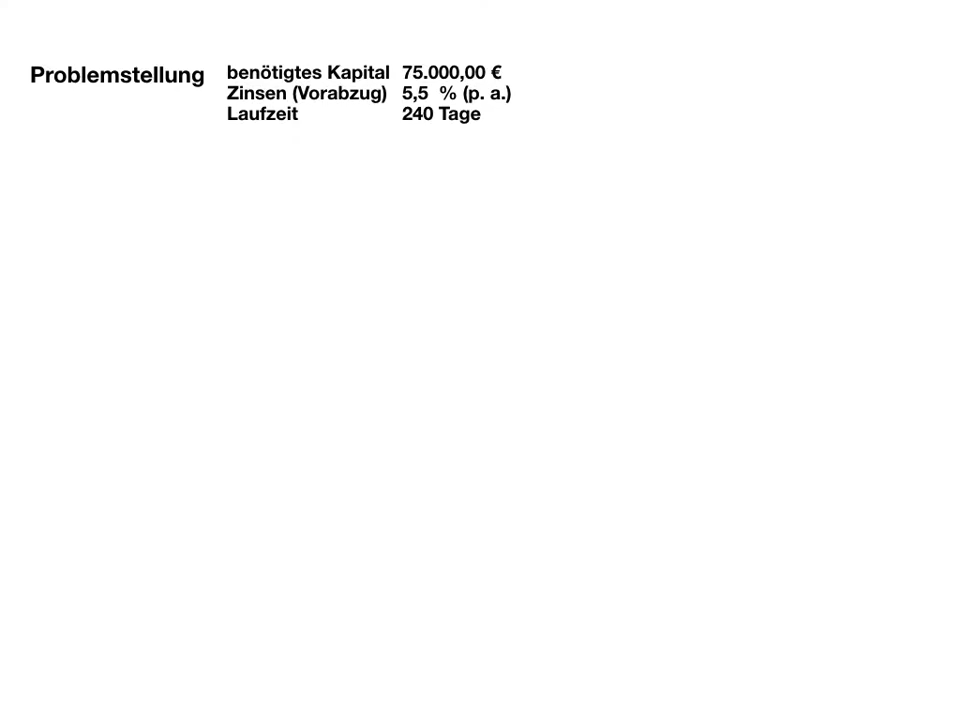 Problemstellung benötigtes Kapital 75.000,00 €
Zinsen (Vorabzug) 5,5 % (p. a.)
Laufzeit 240 Tage